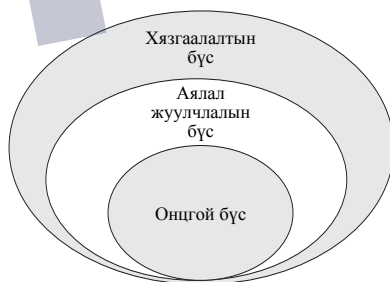 Хязгаалалтын
бүс
Аялал
жуулчлалын
бүс
Онцгой бүс